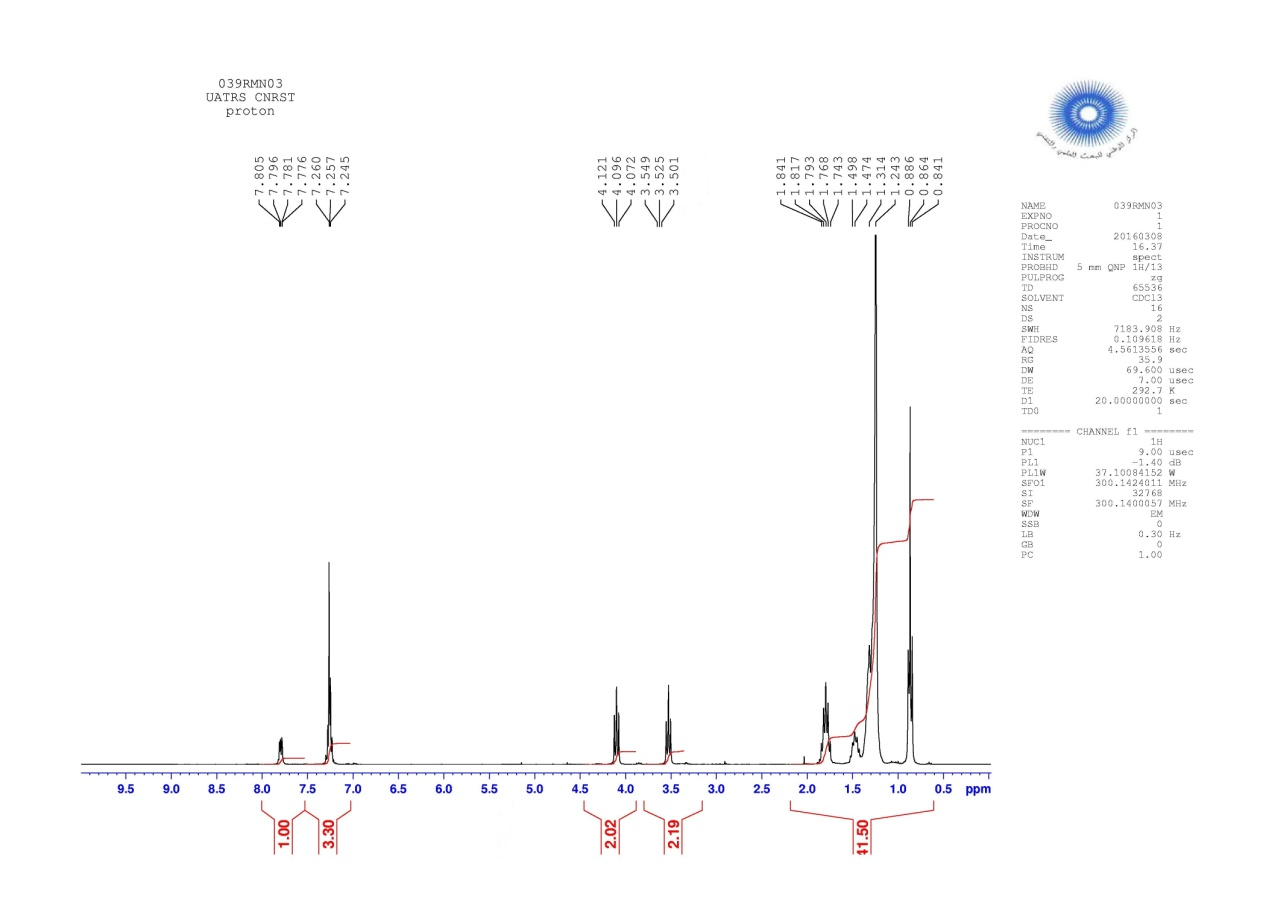 039RMN03
UATRS CNRST
proton
7.805
7.796
7.781
7.776
7.260
7.257
7.245
4.121
4.096
4.072
3.549
3.525
3.501
1.841
1.817
1.793
1.768
1.743
1.498
1.474
1.314
1.243
0.886
0.864
0.841
المركز الوطني للبحث العلمي والتقني
NAME 039RMN03
EXPNO 1
PROCNO 1
Date_ 20160308
Time 16.37
INSTRUM spect
PROBHD 5 mm QNP 1H/13
PULPROG zg
TD 65536
SOLVENT CDCl3
NS 16
DS 2
SWH 7183.908 Hz
FIDRES 0.109618 Hz
AQ 4.5613556 sec
RG 35.9
DW 69.600 usec
DE 7.00 usec
TE 292.7 K
D1 20.00000000 sec
TD0 1
======== CHANNEL f1 ========
NUC1 1H
P1 9.00 usec
PL1 -1.40 dB
PL1W 37.10084152 W
SFO1 300.1424011 MHz
SI 32768
SF 300.1400057 MHz
WDW EM
SSB 0
LB 0.30 Hz
GB 0
PC 1.00
9.5 9.0 8.5 8.0 7.5 7.0 6.5 6.0 5.5 5.0 4.5 4.0 3.5 3.0 2.5 2.0 1.5 1.0 0.5 ppm
1.00
3.30
2.02
2.19
41.50